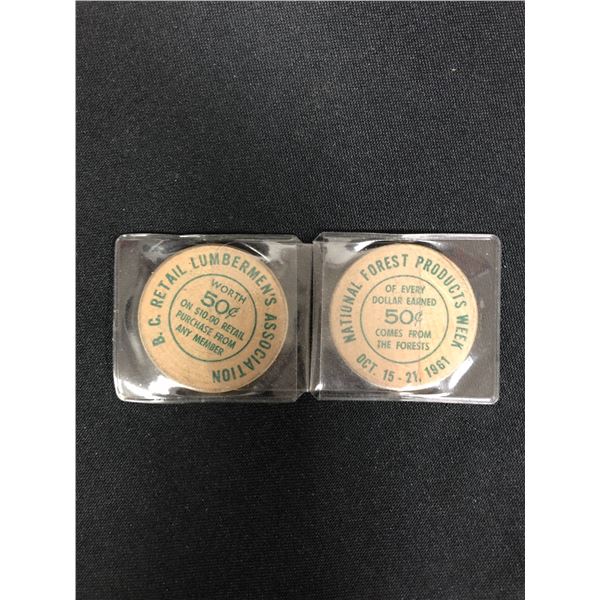 B. C. RETAIL LUMBERMEN'S ASSOCIATION
WORTH
50¢
ON $10.00 RETAIL
PURCHASE FROM
ANY MEMBER
NATIONAL FOREST PRODUCTS WEEK
OF EVERY
DOLLAR EARNED
50¢
COMES FROM
THE FORESTS
OCT. 15 - 21, 1961